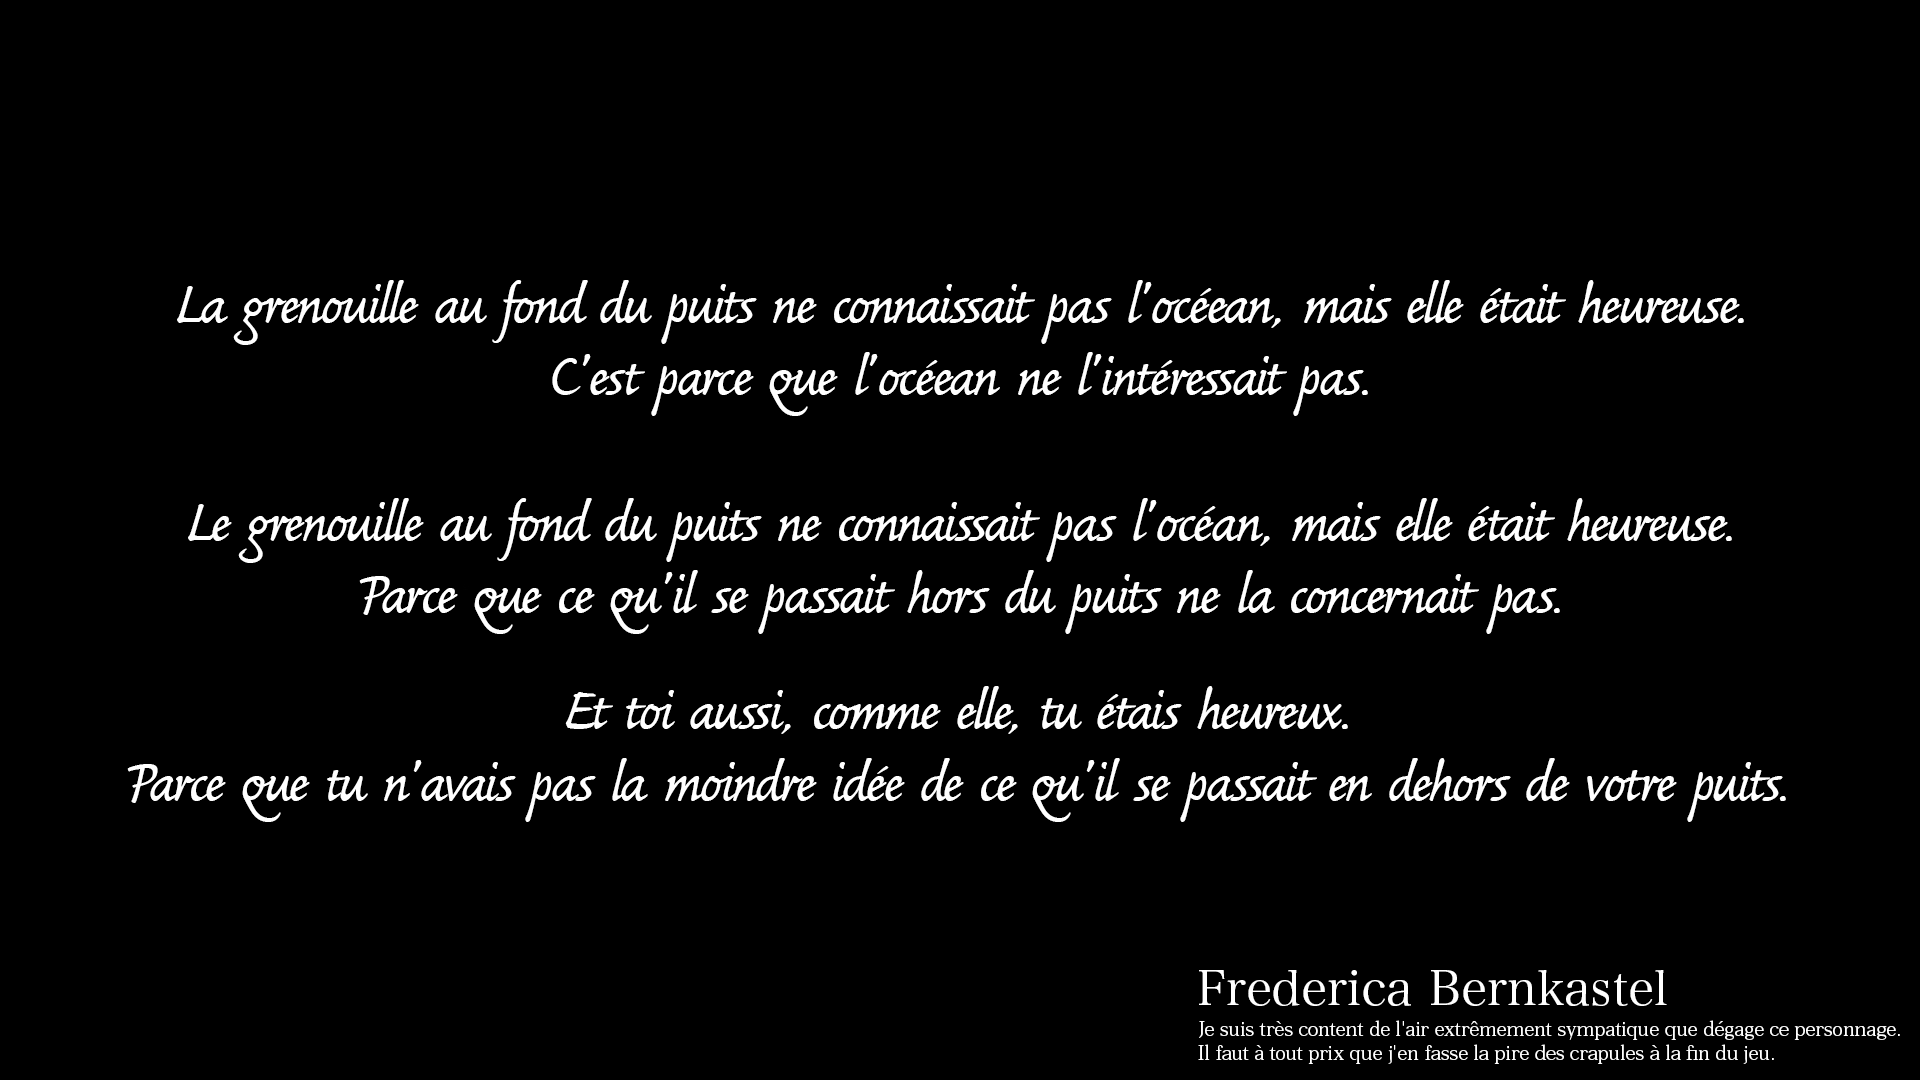 La grenouille au fond du puits ne connaissait pas l'océean, mais elle était heureuse.
C'est parce que l'océean ne l'intéressait pas.
Le grenouille au fond du puits ne connaissait pas l'océan, mais elle était heureuse.
Parce que ce qu'il se passait hors du puits ne la concernait pas.
Et toi aussi, comme elle, tu étais heureux.
Parce que tu n'avais pas la moindre idée de ce qu'il se passait en dehors de votre puits.
Frederica Bernkastel
Je suis très content de l'air extrêmement sympatique que dégage ce personnage.
Il faut à tout prix que j'en fasse la pire des crapules à la fin du jeu.